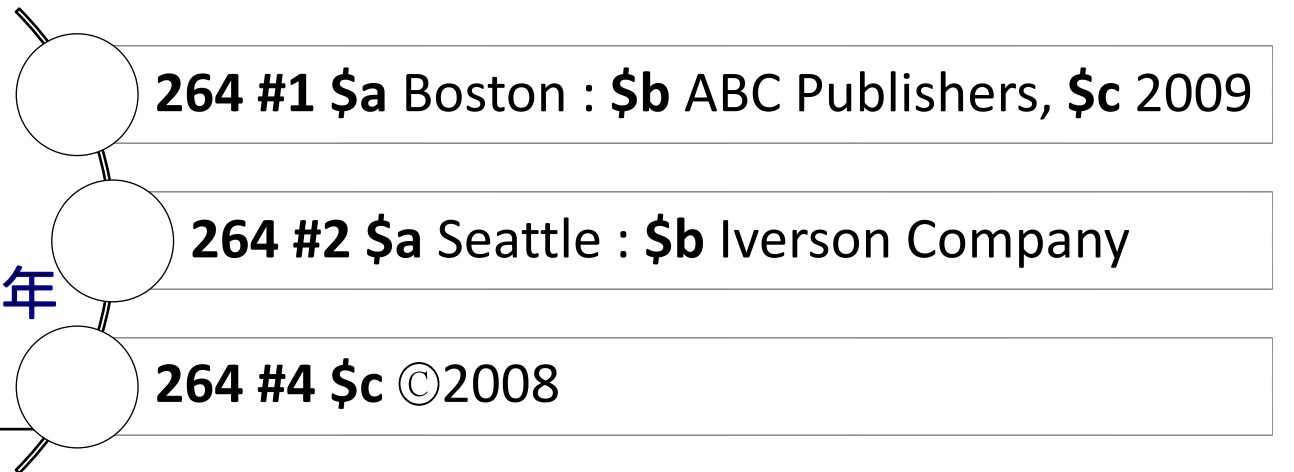 264 #1 $a Boston : $b ABC Publishers, $c 2009
264 #2 $a Seattle : $b Iverson Company
年
264 #4 $c ©2008